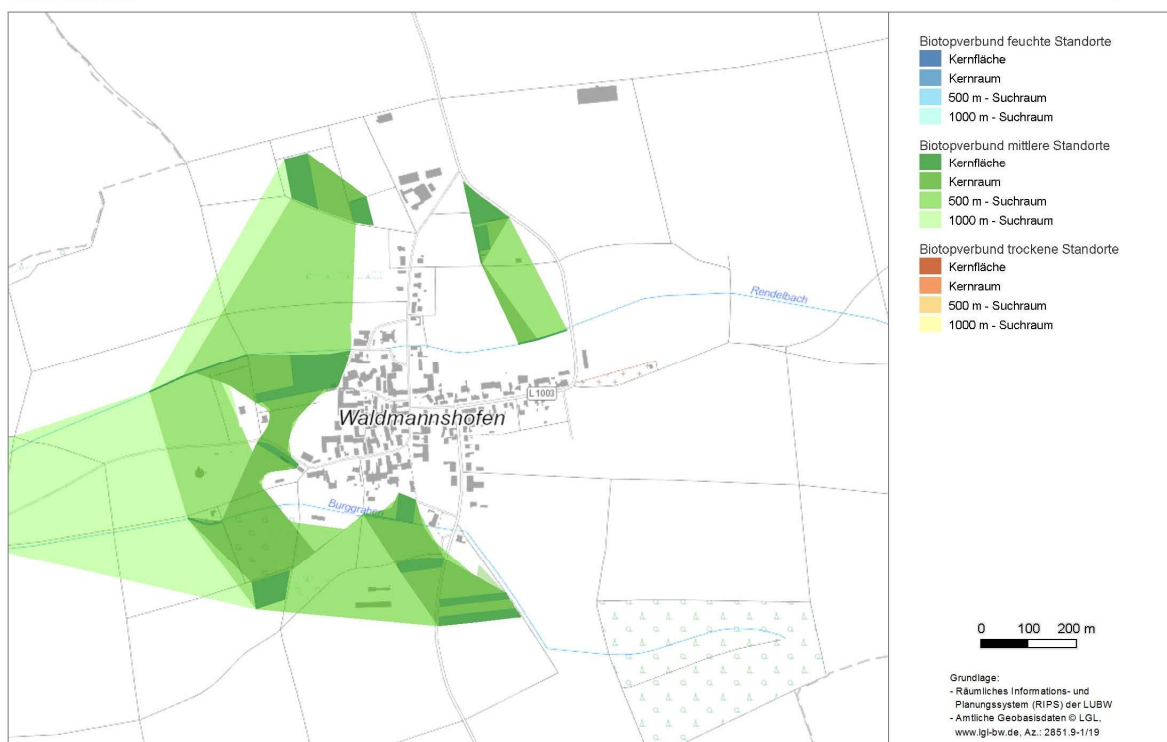 Biotopverbund feuchte Standorte
Kernfläche
Kernraum
500 m - Suchraum
1000 m - Suchraum
Biotopverbund mittlere Standorte
Kernfläche
Kernraum
500 m - Suchraum
1000 m - Suchraum
Biotopverbund trockene Standorte
Kernfläche
Kernraum
500 m - Suchraum
1000 m - Suchraum
Rendelbach
L 1003
Waldmannshofen
Burggraben
0 100 200 m
Grundlage:
- Räumliches Informations- und
Planungssystem (RIPS) der LUBW
- Amtliche Geobasisdaten © LGL,
www.lgl-bw.de, Az.: 2851.9-1/19